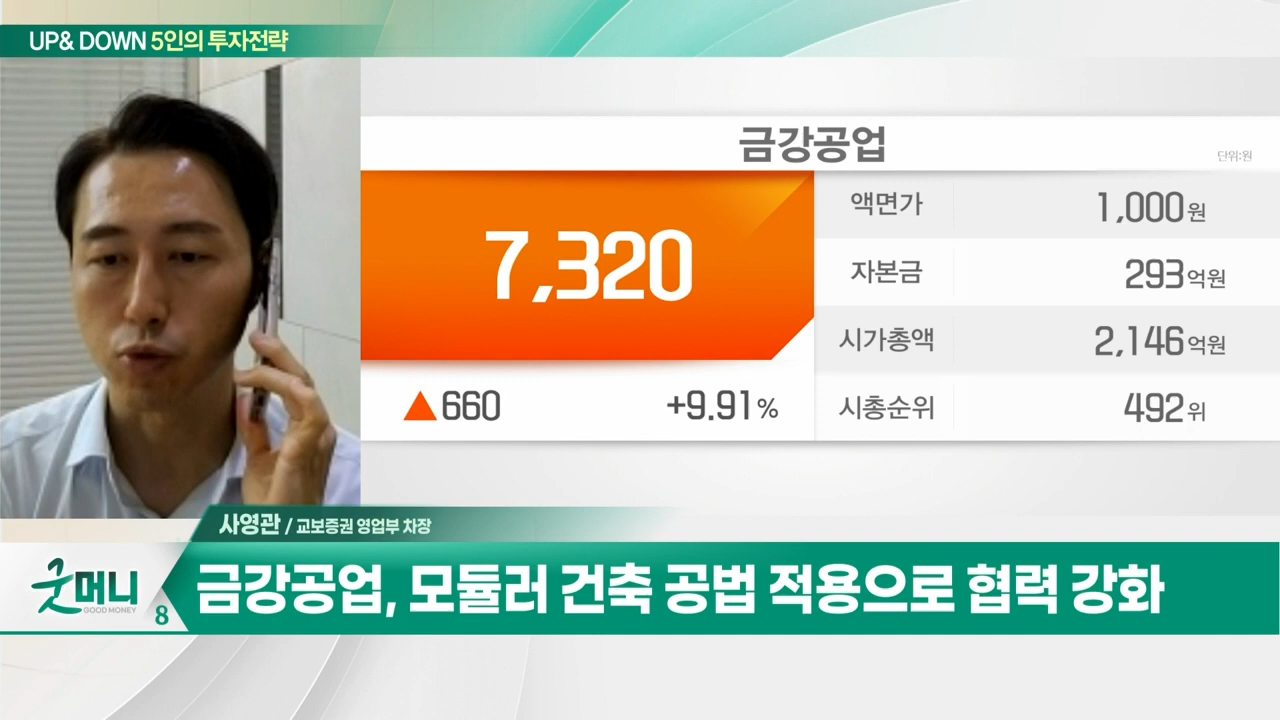 UP& DOWN 5인의 투자전략
금강공업
단위:원
7,320
▲660 +9.91%
액면가 1,000원
자본금 293억원
시가총액 2,146억원
시총순위 492위
사영관 / 교보증권 영업부 차장
굿머니
GOOD MONEY
8
금강공업, 모듈러 건축 공법 적용으로 협력 강화